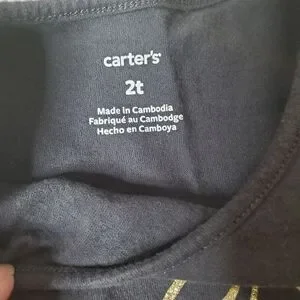 carter's
2t
Made in Cambodia
Fabriqué au Cambodge
Hecho en Camboya